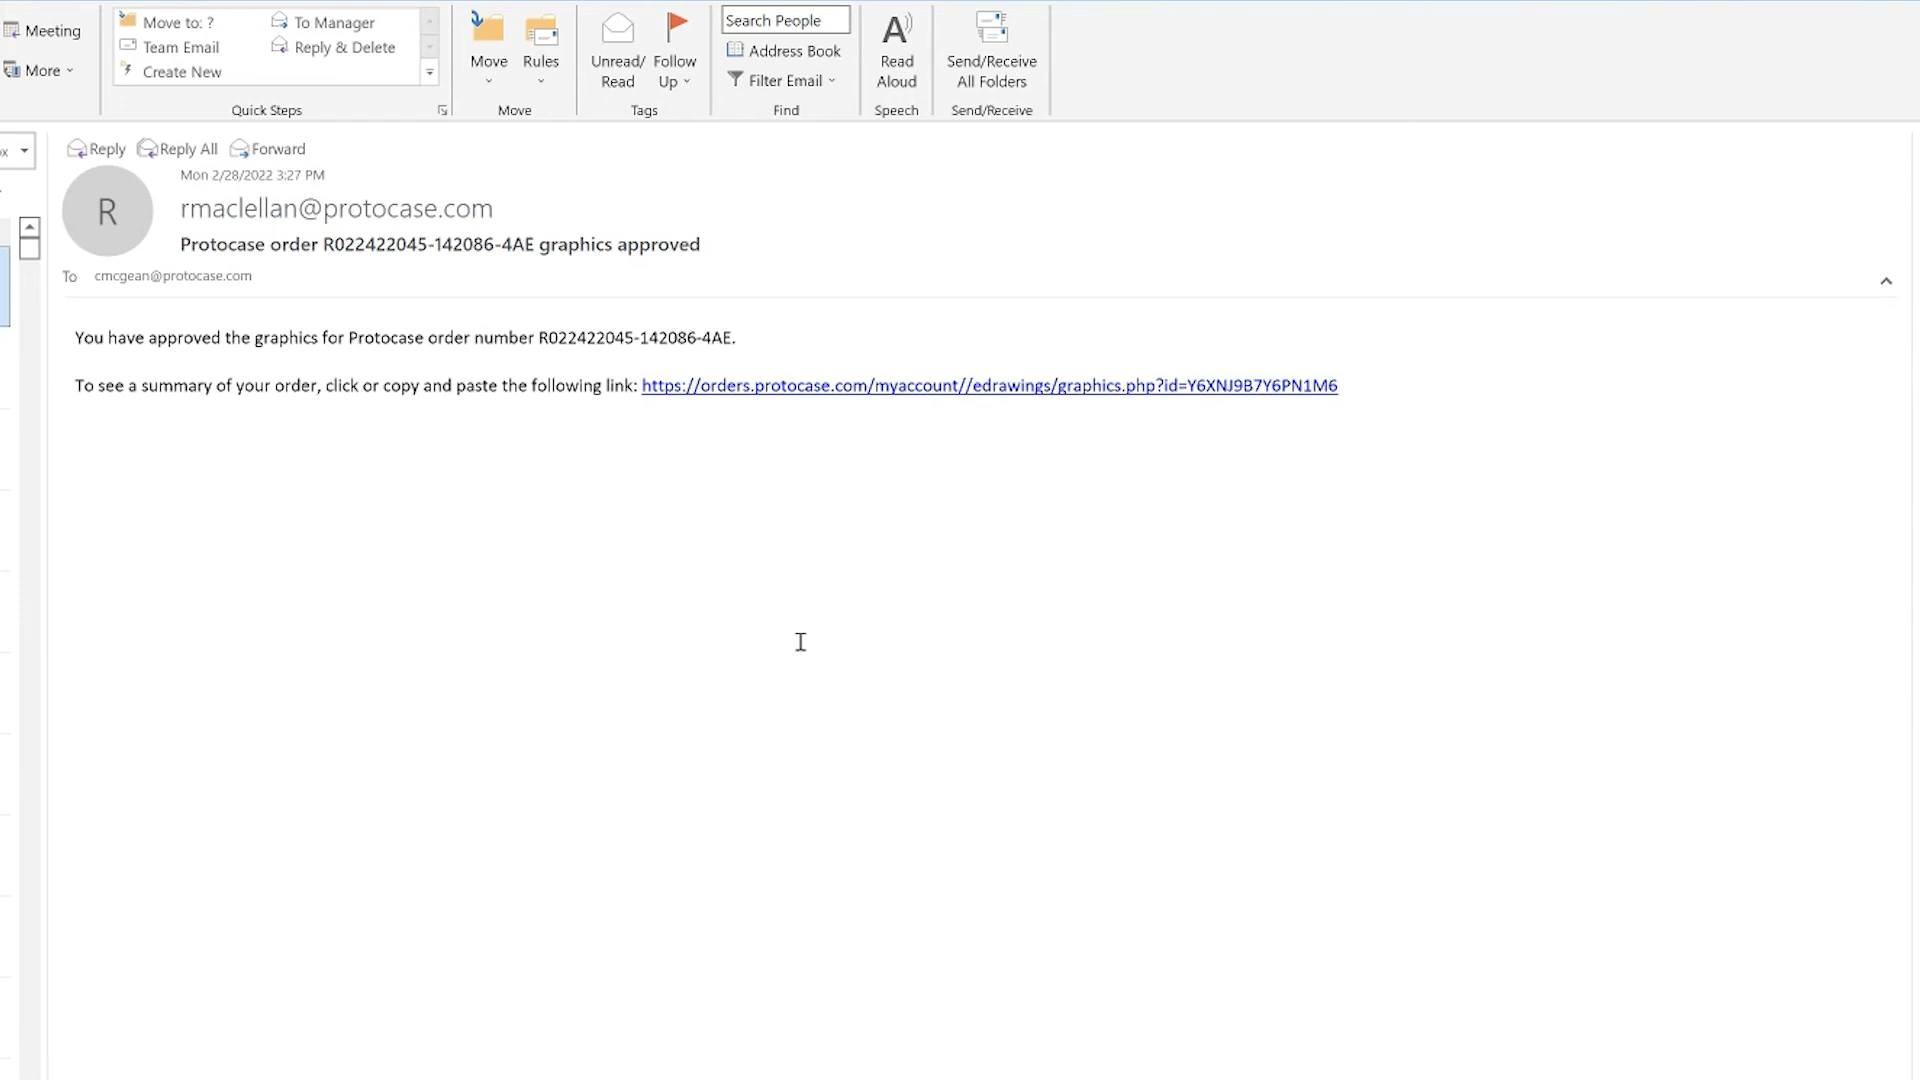 Meeting
More
Move to: ?
To Manager
Team Email
Reply & Delete
Create New
Quick Steps
Move
Rules
Move
Unread/
Read
Follow
Up
Tags
Search People
Address Book
Filter Email
Find
A
Read
Aloud
Speech
Send/Receive
All Folders
Send/Receive
Reply
Reply All
Forward
Mon 2/28/2022 3:27 PM
R
rmaclellan@protocase.com
Protocase order R022422045-142086-4AE graphics approved
To cmcgean@protocase.com
You have approved the graphics for Protocase order number R022422045-142086-4AE.
To see a summary of your order, click or copy and paste the following link: https://orders.protocase.com/myaccount//edrawings/graphics.php?id=Y6XNJ9B7Y6PN1M6